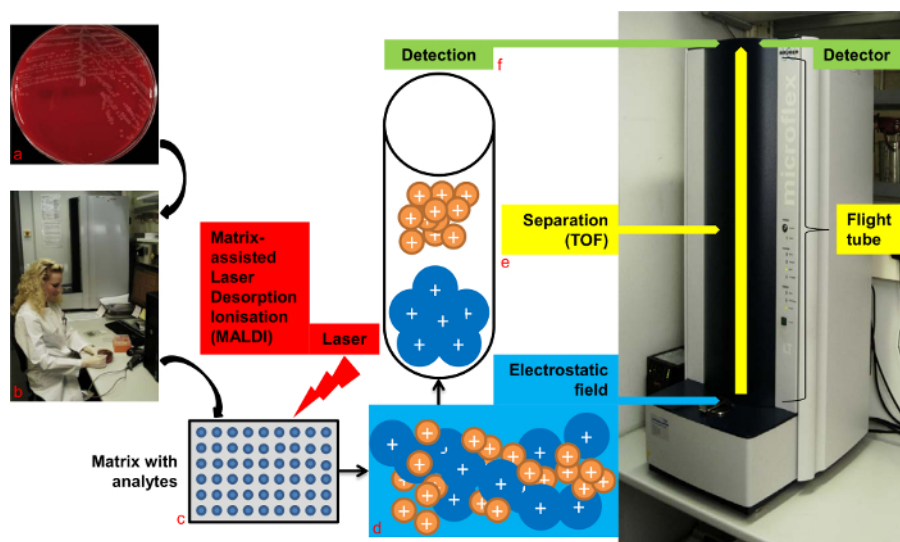 Detection
f
Detector
a
Matrix-
assisted
Laser
Desorption
Ionisation
(MALDI)
Laser
Separation
(TOF)
e
Flight
tube
microflex
b
Electrostatic
field
Matrix with
analytes
c
d
+ + + + + + + + +
+ + + + +